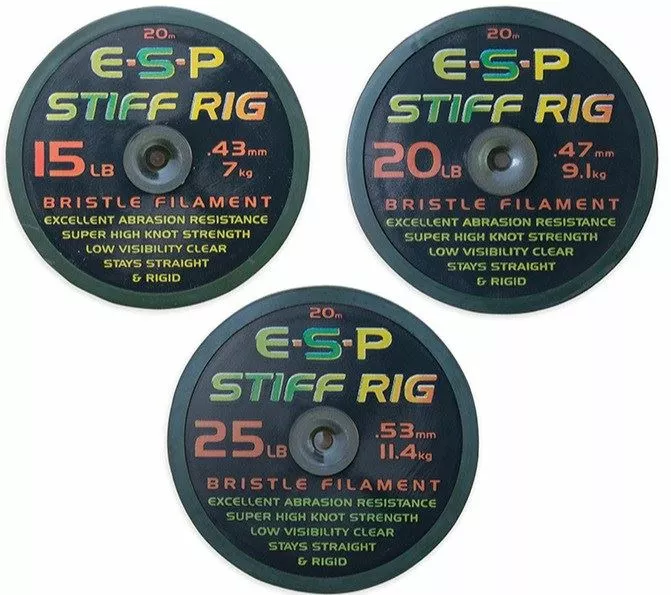 20m
E-S-P
STIFF RIG
15 LB
.43mm
7kg
BRISTLE FILAMENT
EXCELLENT ABRASION RESISTANCE
SUPER HIGH KNOT STRENGTH
LOW VISIBILITY CLEAR
STAYS STRAIGHT
& RIGID
20m
E-S-P
STIFF RIG
20LB
.47mm
9.1kg
BRISTLE FILAMENT
EXCELLENT ABRASION RESISTANCE
SUPER HIGH KNOT STRENGTH
LOW VISIBILITY CLEAR
STAYS STRAIGHT
& RIGID
20m
E-S-P
STIFF RIG
25LB
.53mm
11.4kg
BRISTLE FILAMENT
EXCELLENT ABRASION RESISTANCE
SUPER HIGH KNOT STRENGTH
LOW VISIBILITY CLEAR
STAYS STRAIGHT
& RIGID